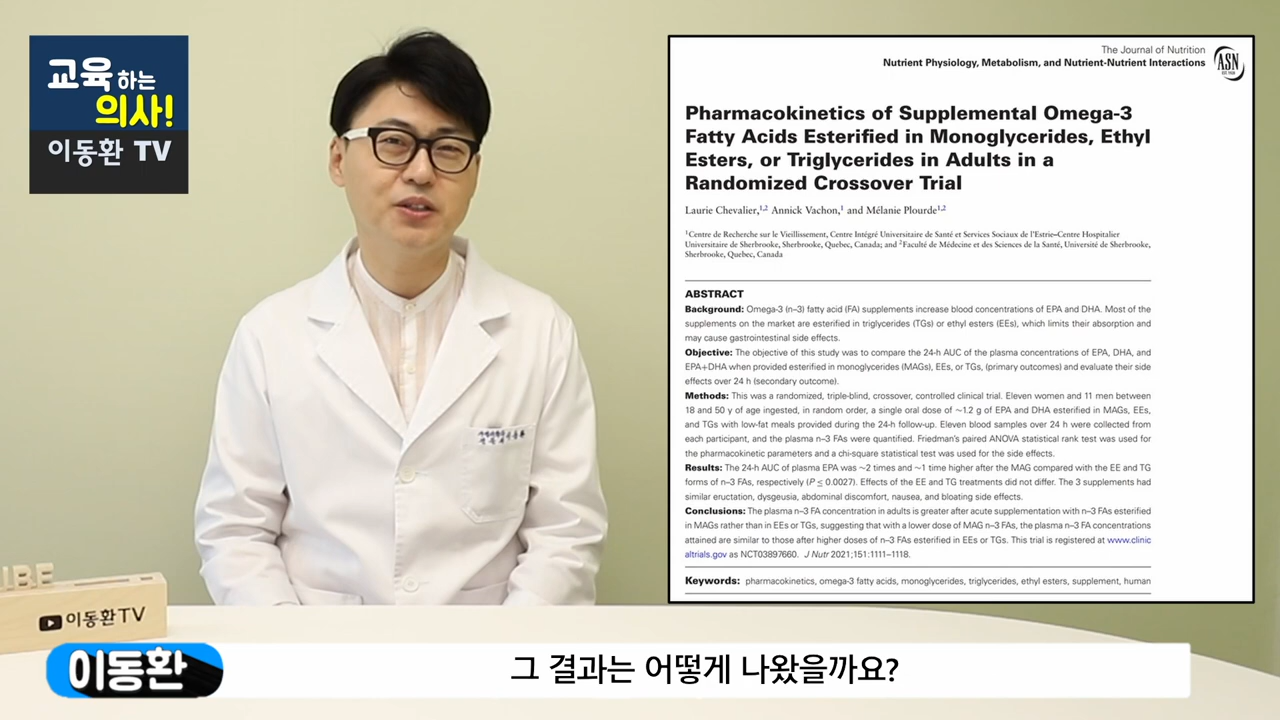 교육 하는
의사!
이동환 TV
The Journal of Nutrition
Nutrient Physiology, Metabolism, and Nutrient-Nutrient Interactions
ASN
Pharmacokinetics of Supplemental Omega-3
Fatty Acids Esterified in Monoglycerides, Ethyl
Esters, or Triglycerides in Adults in a
Randomized Crossover Trial
Laurie Chevalier,1,2 Annick Vachon,1 and Mélanie Plourde1,2
1Centre de Recherche sur le Vieillissement, Centre Intégré Universitaire de Santé et Services Sociaux de l'Estrie–Centre Hospitalier
Universitaire de Sherbrooke, Sherbrooke, Quebec, Canada; and 2Faculté de Médecine et des Sciences de la Santé, Université de Sherbrooke,
Sherbrooke, Quebec, Canada
ABSTRACT
Background: Omega-3 (n–3) fatty acid (FA) supplements increase blood concentrations of EPA and DHA. Most of the
supplements on the market are esterified in triglycerides (TGs) or ethyl esters (EEs), which limits their absorption and
may cause gastrointestinal side effects.
Objective: The objective of this study was to compare the 24-h AUC of the plasma concentrations of EPA, DHA, and
EPA+DHA when provided esterified in monoglycerides (MAGs), EEs, or TGs, (primary outcomes) and evaluate their side
effects over 24 h (secondary outcome).
Methods: This was a randomized, triple-blind, crossover, controlled clinical trial. Eleven women and 11 men between
18 and 50 y of age ingested, in random order, a single oral dose of ∼1.2 g of EPA and DHA esterified in MAGs, EEs,
and TGs with low-fat meals provided during the 24-h follow-up. Eleven blood samples over 24 h were collected from
each participant, and the plasma n–3 FAs were quantified. Friedman's paired ANOVA statistical rank test was used for
the pharmacokinetic parameters and a chi-square statistical test was used for the side effects.
Results: The 24-h AUC of plasma EPA was ∼2 times and ∼1 time higher after the MAG compared with the EE and TG
forms of n–3 FAs, respectively (P ≤ 0.0027). Effects of the EE and TG treatments did not differ. The 3 supplements had
similar eructation, dysgeusia, abdominal discomfort, nausea, and bloating side effects.
Conclusions: The plasma n–3 FA concentration in adults is greater after acute supplementation with n–3 FAs esterified
in MAGs rather than in EEs or TGs, suggesting that with a lower dose of MAG n–3 FAs, the plasma n–3 FA concentrations
attained are similar to those after higher doses of n–3 FAs esterified in EEs or TGs. This trial is registered at www.clinic
altrials.gov as NCT03897660. J Nutr 2021;151:1111–1118.
Keywords: pharmacokinetics, omega-3 fatty acids, monoglycerides, triglycerides, ethyl esters, supplement, human
이동환TV
이동환
그 결과는 어떻게 나왔을까요?